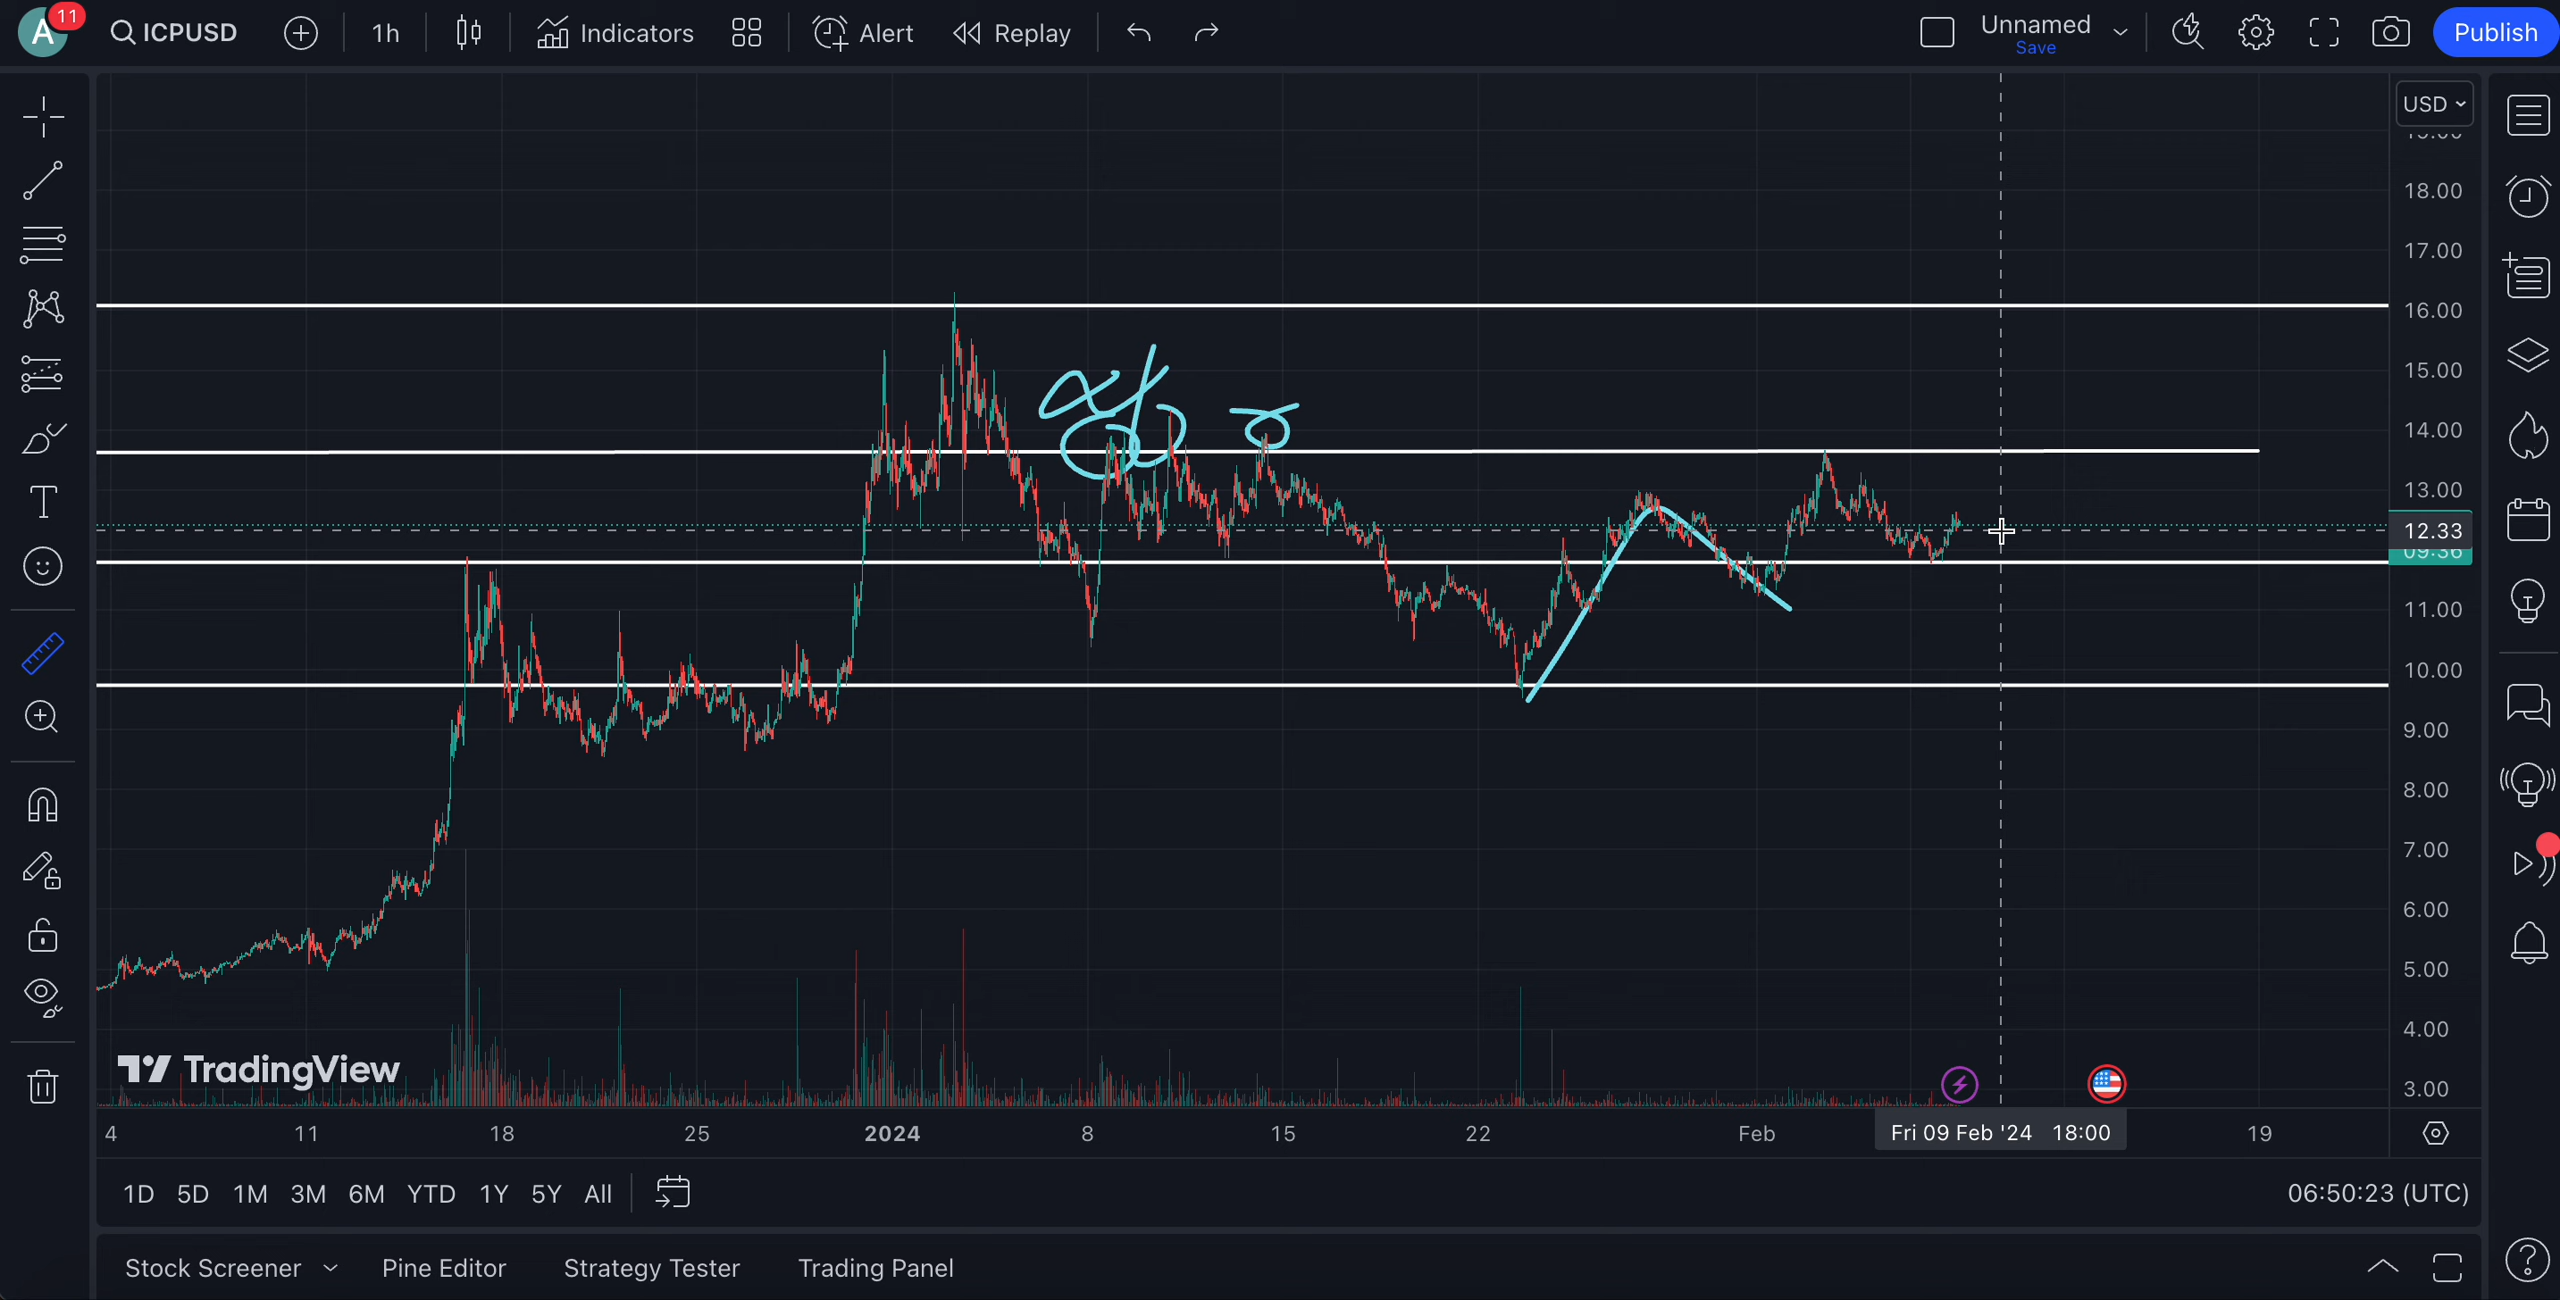 A 11 ICPUSD 1h Indicators Alert Replay Unnamed Save Publish
USD
18.00
17.00
16.00
15.00
14.00
13.00
12.33
09:36
11.00
10.00
9.00
8.00
7.00
6.00
5.00
4.00
3.00
TradingView
4 11 18 25 2024 8 15 22 Feb Fri 09 Feb '24 18:00 19
1D 5D 1M 3M 6M YTD 1Y 5Y All 06:50:23 (UTC)
Stock Screener Pine Editor Strategy Tester Trading Panel